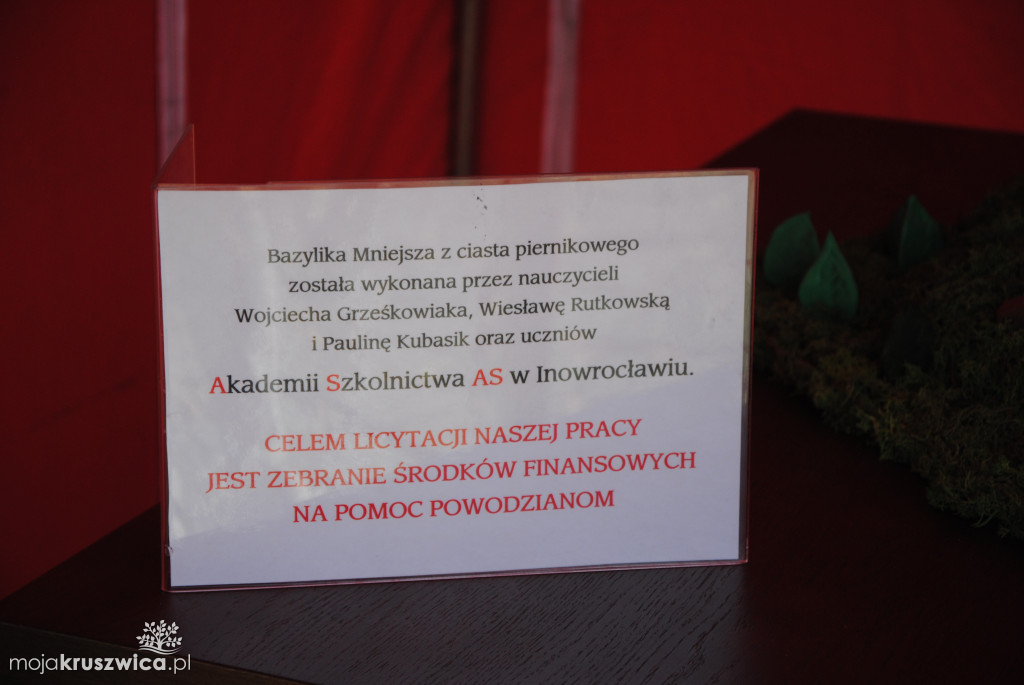 Bazylika Mniejsza z ciasta piernikowego
została wykonana przez nauczycieli
Wojciecha Grześkowiaka, Wiesławę Rutkowską
i Paulinę Kubasik oraz uczniów
Akademii Szkolnictwa AS w Inowrocławiu.
CELEM LICYTACJI NASZEJ PRACY
JEST ZEBRANIE ŚRODKÓW FINANSOWYCH
NA POMOC POWODZIANOM
mojakruszwica.pl